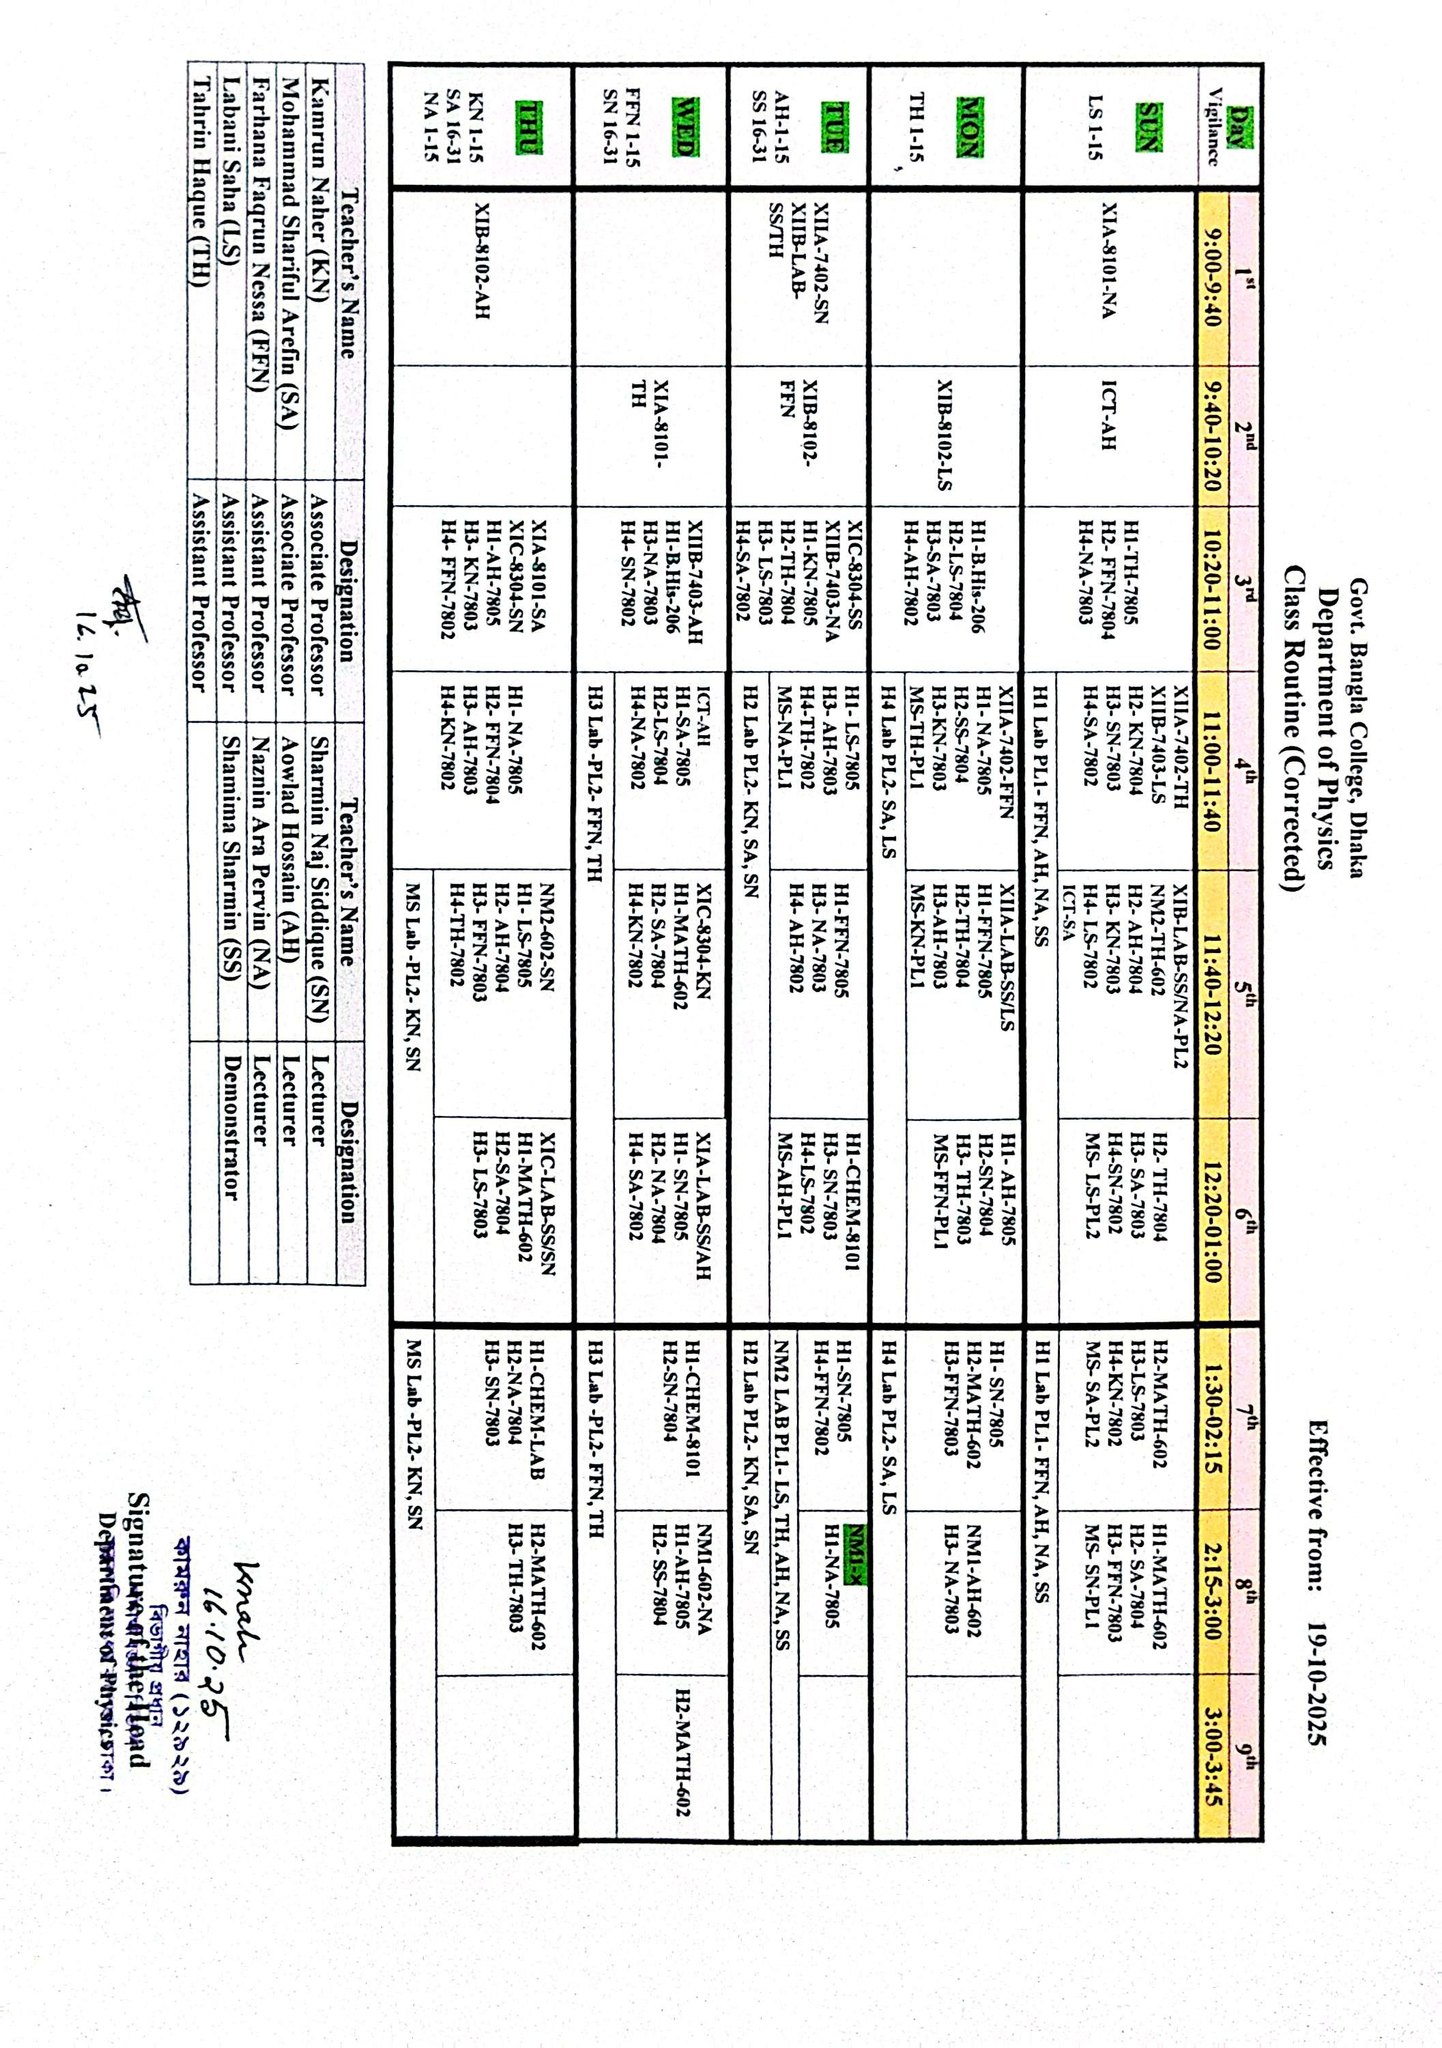 Govt. Bangla College, Dhaka
Department of Physics
Class Routine (Corrected)
Effective from: 19-10-2025
Day
Vigilance
1st
2nd
3rd
4th
5th
6th
7th
8th
9th
9:00-9:40
9:40-10:20
10:20-11:00
11:00-11:40
11:40-12:20
12:20-01:00
1:30-02:15
2:15-3:00
3:00-3:45
SUN
LS 1-15
XIA-8101-NA
ICT-AH
H1-TH-7805
H2- FFN-7804
H4-NA-7803
XIIA-7402-TH
XIIB-7403-LS
H2- KN-7804
H3- SN-7803
H4-SA-7802
XIB-LAB-SS/NA-PL2
NM2-TH-602
H2- AH-7804
H3- KN-7803
H4- LS-7802
ICT-SA
H2- TH-7804
H3- SA-7803
H4-SN-7802
MS- LS-PL2
H2-MATH-602
H3-LS-7803
H4-KN-7802
MS- SA-PL2
H1-MATH-602
H2- SA-7804
H3- FFN-7803
MS- SN-PL1
H1 Lab PL1- FFN, AH, NA, SS
H1 Lab PL1- FFN, AH, NA, SS
MON
TH 1-15
XIB-8102-LS
H1-B.His-206
H2-LS-7804
H3-SA-7803
H4-AH-7802
XIIA-7402-FFN
H1- NA-7805
H2-SS-7804
H3-KN-7803
MS-TH-PL1
XIIA-LAB-SS/LS
H1-FFN-7805
H2-TH-7804
H3-AH-7803
MS-KN-PL1
H1- AH-7805
H2-SN-7804
H3- TH-7803
MS-FFN-PL1
H1- SN-7805
H2-MATH-602
H3-FFN-7803
NM1-AH-602
H3- NA-7803
H4 Lab PL2- SA, LS
H4 Lab PL2- SA, LS
TUE
AH-1-15
SS 16-31
XIIA-7402-SN
XIIB-LAB-
SS/TH
XIB-8102-
FFN
XIC-8304-SS
XIIB-7403-NA
H1-KN-7805
H2-TH-7804
H3- LS-7803
H4-SA-7802
H1- LS-7805
H3- AH-7803
H4-TH-7802
MS-NA-PL1
H1-FFN-7805
H3- NA-7803
H4- AH-7802
H1-CHEM-8101
H3- SN-7803
H4-LS-7802
MS-AH-PL1
H1-SN-7805
H4-FFN-7802
NM1-×
H1-NA-7805
NM2 LAB PL1- LS, TH, AH, NA, SS
H2 Lab PL2- KN, SA, SN
H2 Lab PL2- KN, SA, SN
WED
FFN 1-15
SN 16-31
XIA-8101-
TH
XIIB-7403-AH
H1-B.His-206
H3-NA-7803
H4- SN-7802
ICT-AH
H1-SA-7805
H2-LS-7804
H4-NA-7802
XIC-8304-KN
H1-MATH-602
H2- SA-7804
H4-KN-7802
XIA-LAB-SS/AH
H1- SN-7805
H2- NA-7804
H4- SA-7802
H1-CHEM-8101
H2-SN-7804
NM1-602-NA
H1-AH-7805
H2- SS-7804
H2-MATH-602
H3 Lab -PL2- FFN, TH
H3 Lab -PL2- FFN, TH
THU
KN 1-15
SA 16-31
NA 1-15
XIB-8102-AH
XIA-8101-SA
XIC-8304-SN
H1-AH-7805
H3- KN-7803
H4- FFN-7802
H1- NA-7805
H2- FFN-7804
H3- AH-7803
H4-KN-7802
NM2-602-SN
H1- LS-7805
H2- AH-7804
H3- FFN-7803
H4-TH-7802
XIC-LAB-SS/SN
H1-MATH-602
H2-SA-7804
H3- LS-7803
H1-CHEM-LAB
H2-NA-7804
H3- SN-7803
H2-MATH-602
H3- TH-7803
MS Lab -PL2- KN, SN
MS Lab -PL2- KN, SN
Teacher's Name Designation Teacher's Name Designation
Kamrun Naher (KN) Associate Professor Sharmin Naj Siddique (SN) Lecturer
Mohammad Shariful Arefin (SA) Associate Professor Aowlad Hossain (AH) Lecturer
Farhana Faqrun Nessa (FFN) Assistant Professor Naznin Ara Pervin (NA) Lecturer
Labani Saha (LS) Assistant Professor Shamima Sharmin (SS) Demonstrator
Tahrin Haque (TH) Assistant Professor
16.10.25
16.10.25
কামরুন নাহার (১২৯২৯)
বিভাগীয় প্রধান
Signature of the Head
Department of Physics
ঢাকা।